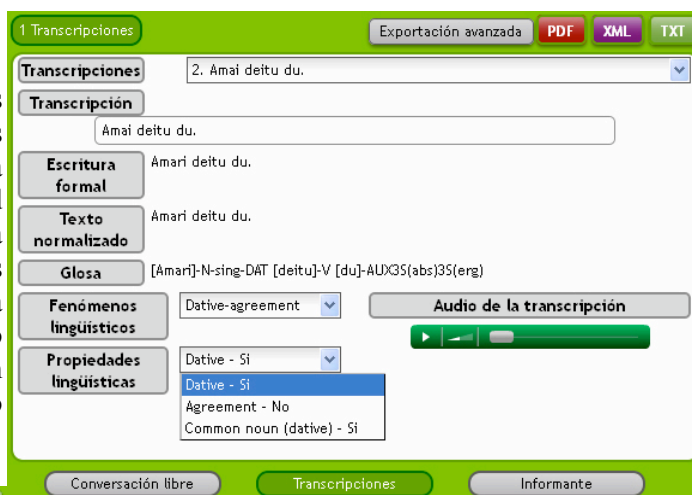 1 Transcripciones
Exportación avanzada PDF XML TXT
Transcripciones 2. Amai deitu du.
Transcripción
Amai deitu du.
Escritura formal Amari deitu du.
Texto normalizado Amari deitu du.
Glosa [Amari]-N-sing-DAT [deitu]-V [du]-AUX3S(abs)3S(erg)
Fenómenos lingüísticos Dative-agreement Audio de la transcripción
Propiedades lingüísticas Dative - Si
Dative - Si
Agreement - No
Common noun (dative) - Si
Conversación libre Transcripciones Informante